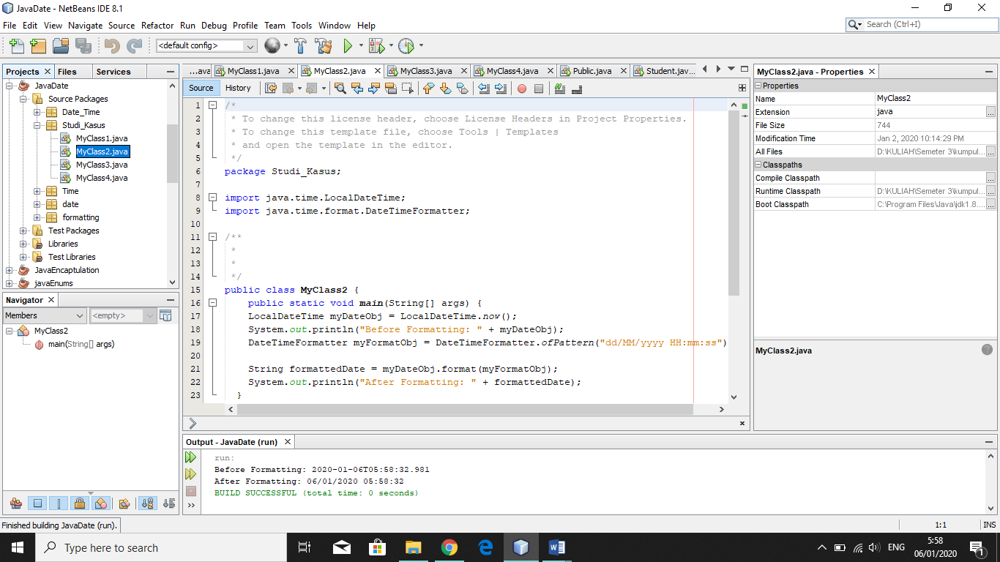 JavaDate - NetBeans IDE 8.1
File Edit View Navigate Source Refactor Run Debug Profile Team Tools Window Help
Search (Ctrl+I)
<default config>
Projects Files Services
JavaDate
Source Packages
Date_Time
Studi_Kasus
MyClass1.java
MyClass2.java
MyClass3.java
MyClass4.java
Time
date
formatting
Test Packages
Libraries
Test Libraries
JavaEncaptulation
javaEnums
Navigator
Members <empty>
MyClass2
main(String[] args)
...ava MyClass1.java MyClass2.java MyClass3.java MyClass4.java Public.java Student.jav...
Source History
1 /*
2 * To change this license header, choose License Headers in Project Properties.
3 * To change this template file, choose Tools | Templates
4 * and open the template in the editor.
5 */
6 package Studi_Kasus;
7
8 import java.time.LocalDateTime;
9 import java.time.format.DateTimeFormatter;
10
11 /**
12 *
13 *
14 */
15 public class MyClass2 {
16 public static void main(String[] args) {
17 LocalDateTime myDateObj = LocalDateTime.now();
18 System.out.println("Before Formatting: " + myDateObj);
19 DateTimeFormatter myFormatObj = DateTimeFormatter.ofPattern("dd/MM/yyyy HH:mm:ss")
20
21 String formattedDate = myDateObj.format(myFormatObj);
22 System.out.println("After Formatting: " + formattedDate);
23 }
MyClass2.java - Properties
Properties
Name MyClass2
Extension java ...
File Size 744
Modification Time Jan 2, 2020 10:14:29 PM
All Files D:\KULIAH\Semeter 3\kumpul... ...
Classpaths
Compile Classpath ...
Runtime Classpath D:\KULIAH\Semeter 3\kumpul... ...
Boot Classpath C:\Program Files\Java\jdk1.8.... ...
MyClass2.java
Output - JavaDate (run)
run:
Before Formatting: 2020-01-06T05:58:32.981
After Formatting: 06/01/2020 05:58:32
BUILD SUCCESSFUL (total time: 0 seconds)
Finished building JavaDate (run).
1:1 INS
Type here to search
ENG
5:58
06/01/2020
1